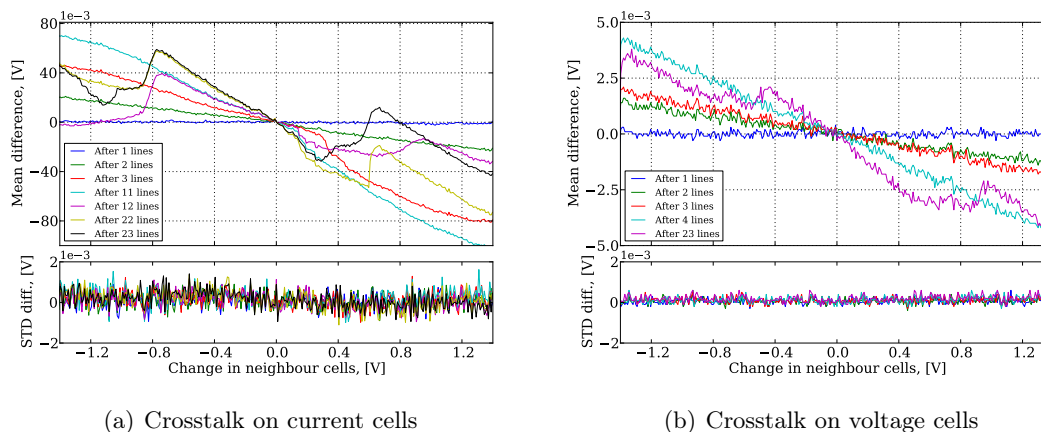 1e−3
80
40
0
−40
−80
Mean difference, [V]
After 1 lines
After 2 lines
After 3 lines
After 11 lines
After 12 lines
After 22 lines
After 23 lines
1e−3
2
−2
STD diff., [V]
−1.2 −0.8 −0.4 0.0 0.4 0.8 1.2
Change in neighbour cells, [V]
(a) Crosstalk on current cells
1e−3
5.0
2.5
0.0
−2.5
−5.0
Mean difference, [V]
After 1 lines
After 2 lines
After 3 lines
After 4 lines
After 23 lines
1e−3
2
−2
STD diff., [V]
−1.2 −0.8 −0.4 0.0 0.4 0.8 1.2
Change in neighbour cells, [V]
(b) Crosstalk on voltage cells